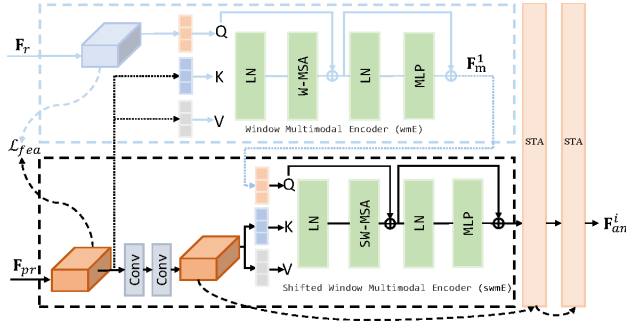 F_r
Q
K
V
LN
W-MSA
LN
MLP
F_m^1
Window Multimodal Encoder (wmE)
ℒ_fea
F_pr
Conv
Conv
Q
K
V
LN
SW-MSA
LN
MLP
Shifted Window Multimodal Encoder (swmE)
STA
STA
F_an^i